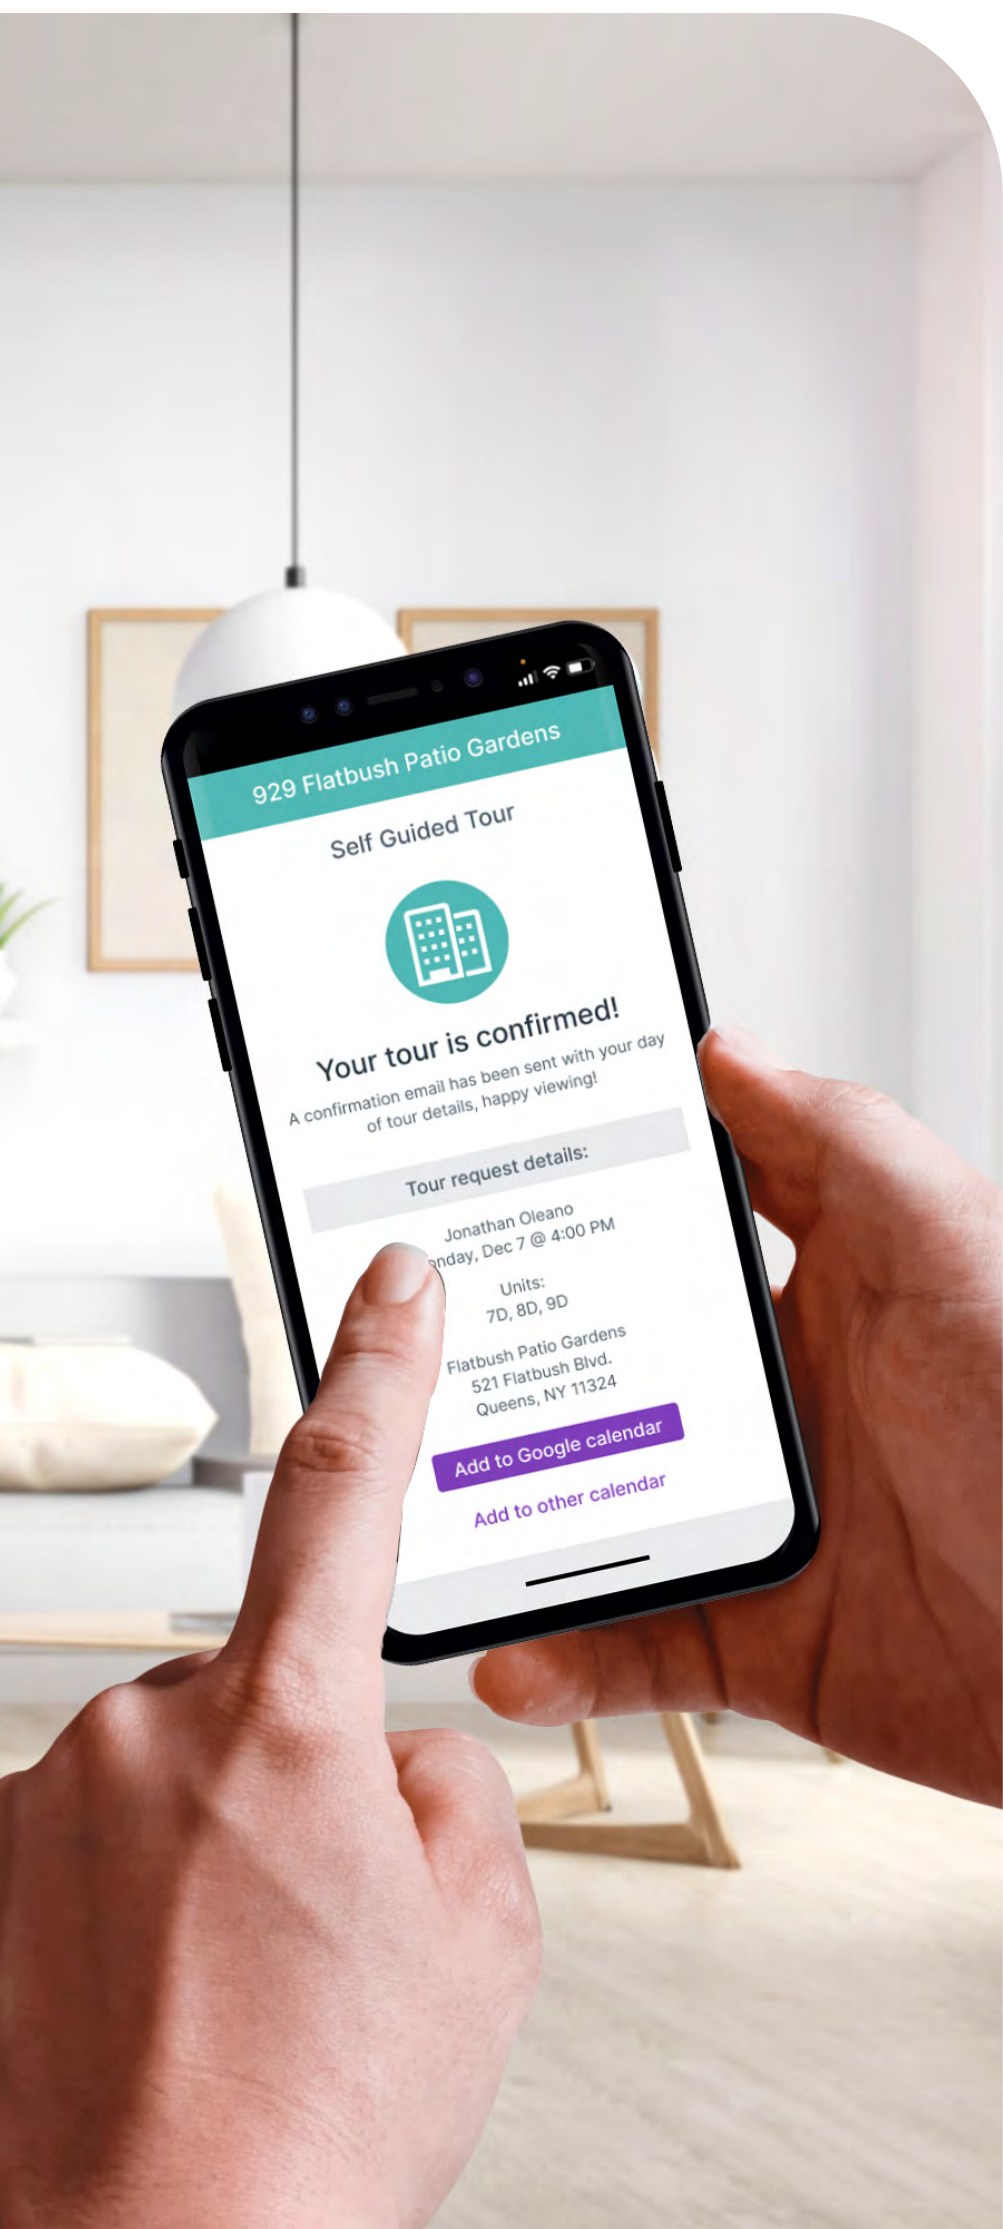 929 Flatbush Patio Gardens
Self Guided Tour
Your tour is confirmed!
A confirmation email has been sent with your day
of tour details, happy viewing!
Tour request details:
Jonathan Oleano
Dec 7 @ 4:00 PM
Units:
7D, 8D, 9D
Flatbush Patio Gardens
521 Flatbush Blvd.
Queens, NY 11324
Add to Google calendar
Add to other calendar